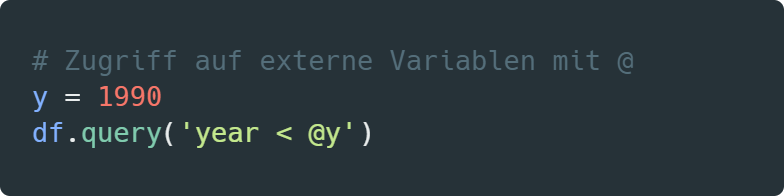 # Zugriff auf externe Variablen mit @
y = 1990
df.query('year < @y')